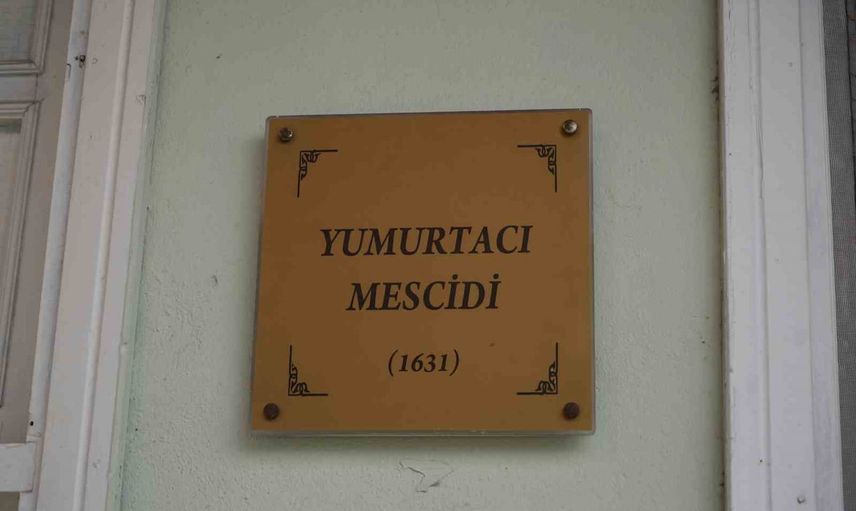 YUMURTACI
MESCİDİ
(1631)